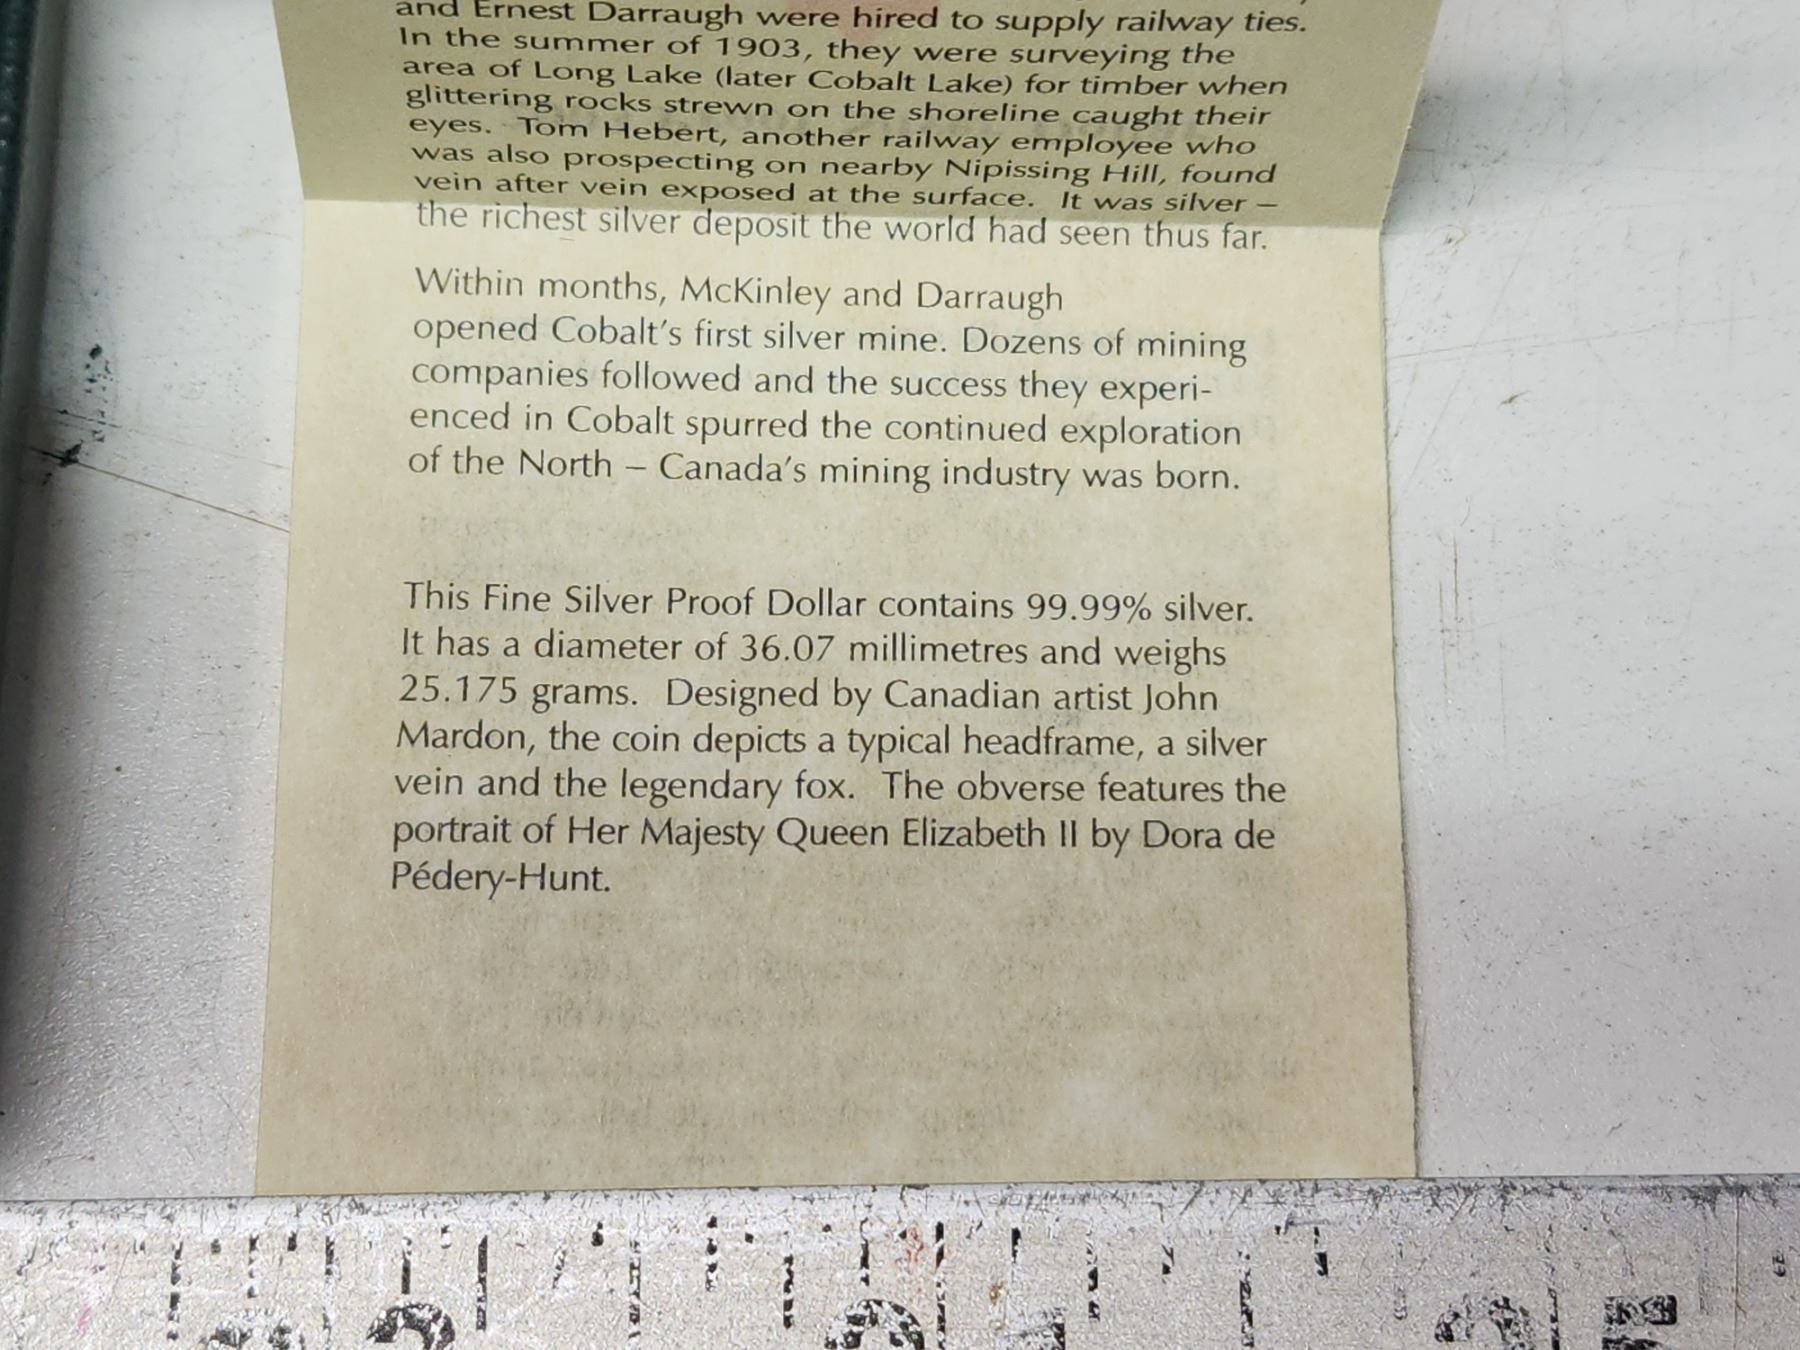 and Ernest Darraugh were hired to supply railway ties.
In the summer of 1903, they were surveying the
area of Long Lake (later Cobalt Lake) for timber when
glittering rocks strewn on the shoreline caught their
eyes. Tom Hebert, another railway employee who
was also prospecting on nearby Nipissing Hill, found
vein after vein exposed at the surface. It was silver –
the richest silver deposit the world had seen thus far.
Within months, McKinley and Darraugh
opened Cobalt's first silver mine. Dozens of mining
companies followed and the success they experi-
enced in Cobalt spurred the continued exploration
of the North – Canada's mining industry was born.
This Fine Silver Proof Dollar contains 99.99% silver.
It has a diameter of 36.07 millimetres and weighs
25.175 grams. Designed by Canadian artist John
Mardon, the coin depicts a typical headframe, a silver
vein and the legendary fox. The obverse features the
portrait of Her Majesty Queen Elizabeth II by Dora de
Pédery-Hunt.